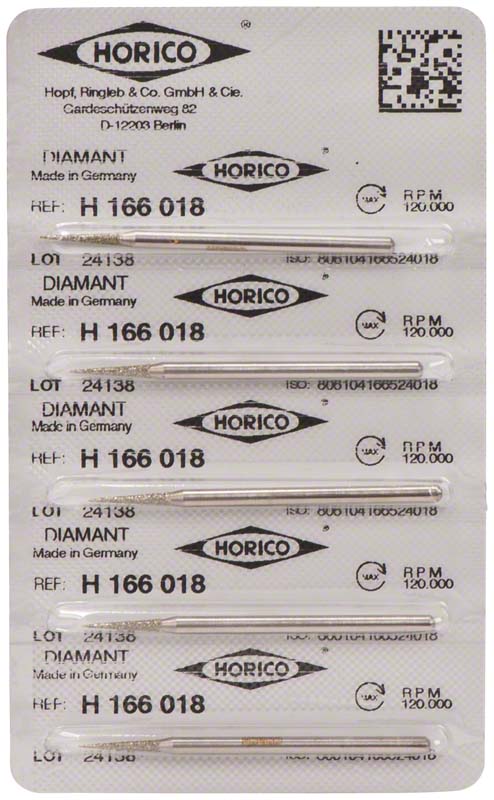 HORICO ®
Hopf, Ringleb & Co. GmbH & Cie.
Gardeschützenweg 82
D-12203 Berlin
DIAMANT HORICO ®
Made in Germany
REF: H 166 018 MAX RPM 120.000
LOT 24138 ISO: 806104166524018
DIAMANT HORICO ®
Made in Germany
REF: H 166 018 MAX RPM 120.000
LOT 24138 ISO: 806104166524018
DIAMANT HORICO ®
Made in Germany
REF: H 166 018 MAX RPM 120.000
LOT 24138 ISO: 806104166524018
DIAMANT HORICO ®
Made in Germany
REF: H 166 018 MAX RPM 120.000
LOT 24138 ISO: 806104166524018
DIAMANT HORICO ®
Made in Germany
REF: H 166 018 MAX RPM 120.000
LOT 24138